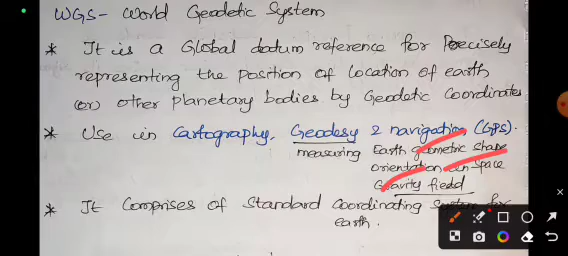 WGS- World Geodetic System
* It is a Global datum reference for Precisely
representing the position of location of earth
(or) other planetary bodies by Geodetic Coordinates
* Use in Cartography, Geodesy & navigation (GPS).
measuring Earth geometric shape
orientation in space
Gravity field
* It Comprises of Standard Coordinating System for
earth.